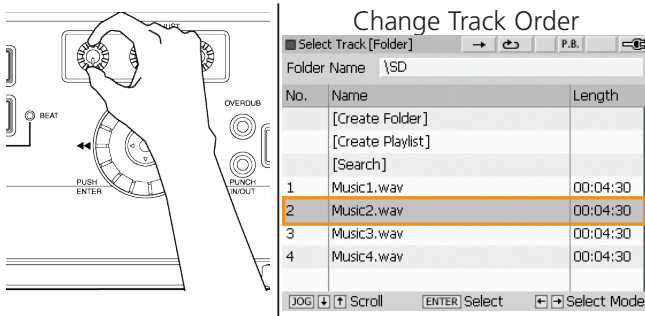 BEAT
OVERDUB
PUSH
ENTER
PUNCH
IN/OUT
Change Track Order
Select Track [Folder]
P.B.
Folder Name \SD
No. Name Length
[Create Folder]
[Create Playlist]
[Search]
1 Music1.wav 00:04:30
2 Music2.wav 00:04:30
3 Music3.wav 00:04:30
4 Music4.wav 00:04:30
JOG Scroll ENTER Select Select Mode